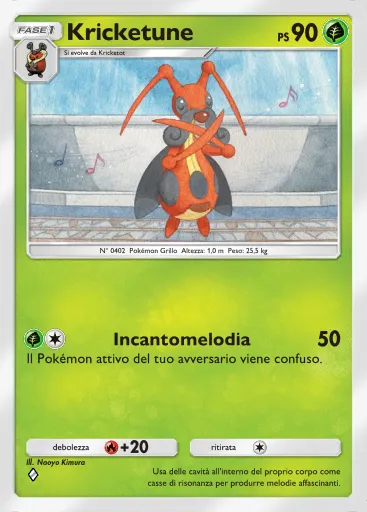 FASE 1
Kricketune
PS 90
Si evolve da Kricketot
N° 0402 Pokémon Grillo Altezza: 1,0 m Peso: 25,5 kg
Incantomelodia 50
Il Pokémon attivo del tuo avversario viene confuso.
debolezza +20 ritirata
Ill. Naoyo Kimura
Usa delle cavità all'interno del proprio corpo come
casse di risonanza per produrre melodie affascinanti.